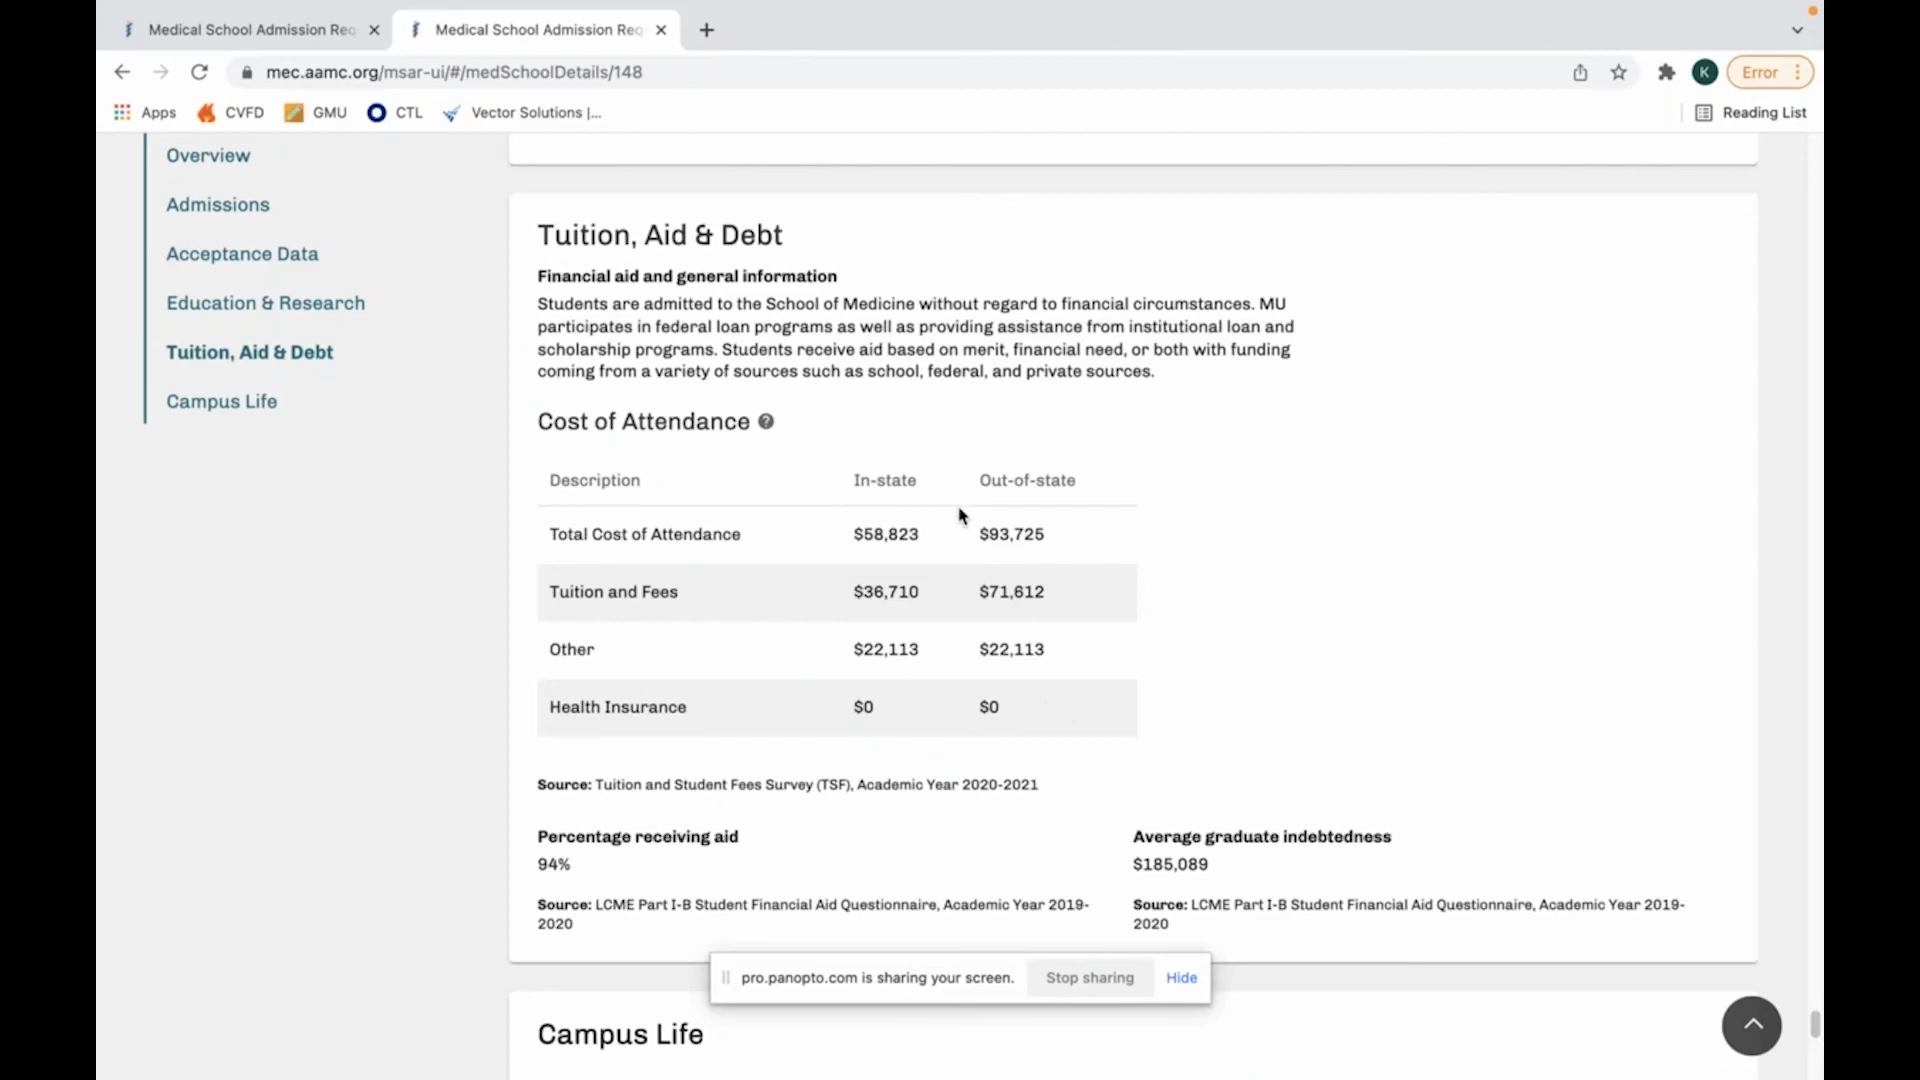 Medical School Admission Req
Medical School Admission Req
mec.aamc.org/msar-ui/#/medSchoolDetails/148
K
Error
Apps
CVFD
GMU
CTL
Vector Solutions |...
Reading List
Overview
Admissions
Acceptance Data
Education & Research
Tuition, Aid & Debt
Campus Life
Tuition, Aid & Debt
Financial aid and general information
Students are admitted to the School of Medicine without regard to financial circumstances. MU
participates in federal loan programs as well as providing assistance from institutional loan and
scholarship programs. Students receive aid based on merit, financial need, or both with funding
coming from a variety of sources such as school, federal, and private sources.
Cost of Attendance ?
Description In-state Out-of-state
Total Cost of Attendance $58,823 $93,725
Tuition and Fees $36,710 $71,612
Other $22,113 $22,113
Health Insurance $0 $0
Source: Tuition and Student Fees Survey (TSF), Academic Year 2020-2021
Percentage receiving aid
94%
Source: LCME Part I-B Student Financial Aid Questionnaire, Academic Year 2019-
2020
Average graduate indebtedness
$185,089
Source: LCME Part I-B Student Financial Aid Questionnaire, Academic Year 2019-
2020
pro.panopto.com is sharing your screen. Stop sharing Hide
Campus Life